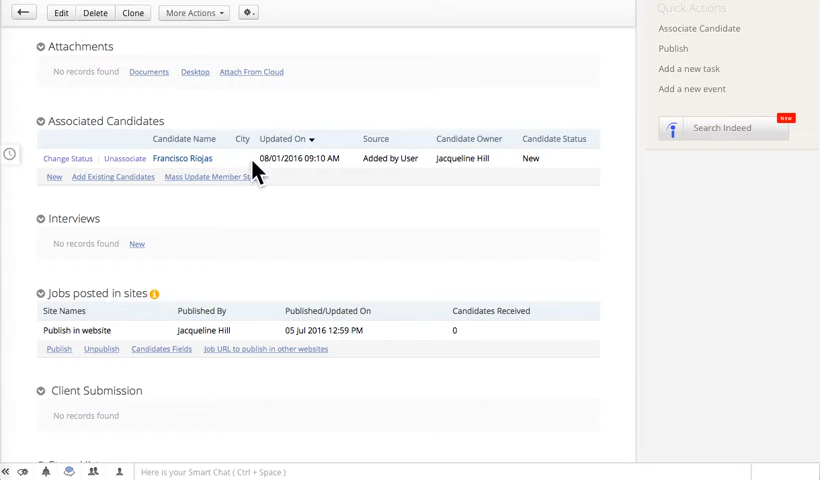 Edit Delete Clone More Actions
Quick Actions
Associate Candidate
Publish
Add a new task
Add a new event
New
Search Indeed
Attachments
No records found Documents Desktop Attach From Cloud
Associated Candidates
Candidate Name City Updated On Source Candidate Owner Candidate Status
Change Status Unassociate Francisco Riojas 08/01/2016 09:10 AM Added by User Jacqueline Hill New
New Add Existing Candidates Mass Update Member
Interviews
No records found New
Jobs posted in sites
Site Names Published By Published/Updated On Candidates Received
Publish in website Jacqueline Hill 05 Jul 2016 12:59 PM 0
Publish Unpublish Candidates Fields Job URL to publish in other websites
Client Submission
No records found
Here is your Smart Chat ( Ctrl + Space )